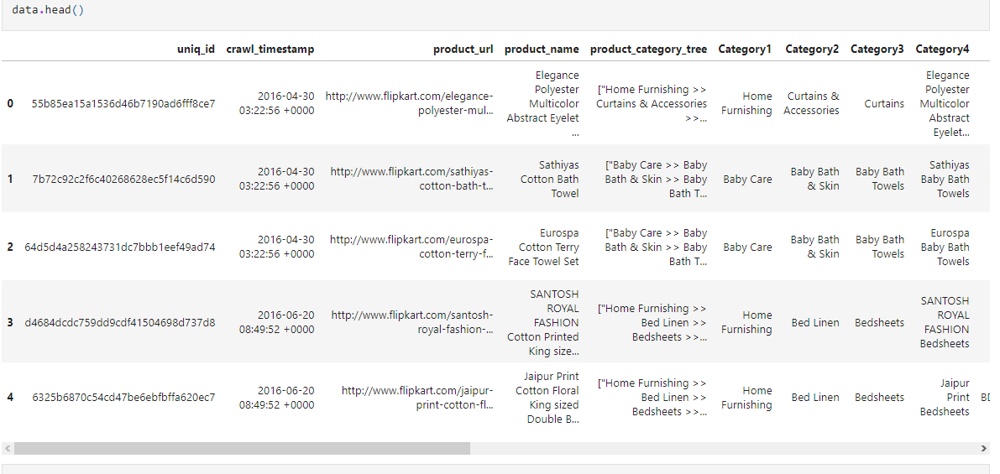 data.head()
uniq_id crawl_timestamp product_url product_name product_category_tree Category1 Category2 Category3 Category4
0 55b85ea15a1536d46b7190ad6fff8ce7 2016-04-30 03:22:56 +0000 http://www.flipkart.com/elegance-polyester-mul... Elegance Polyester Multicolor Abstract Eyelet ... ["Home Furnishing >> Curtains & Accessories >>... Home Furnishing Curtains & Accessories Curtains Elegance Polyester Multicolor Abstract Eyelet...
1 7b72c92c2f6c40268628ec5f14c6d590 2016-04-30 03:22:56 +0000 http://www.flipkart.com/sathiyas-cotton-bath-t... Sathiyas Cotton Bath Towel ["Baby Care >> Baby Bath & Skin >> Baby Bath T... Baby Care Baby Bath & Skin Baby Bath Towels Sathiyas Baby Bath Towels
2 64d5d4a258243731dc7bbb1eef49ad74 2016-04-30 03:22:56 +0000 http://www.flipkart.com/eurospa-cotton-terry-f... Eurospa Cotton Terry Face Towel Set ["Baby Care >> Baby Bath & Skin >> Baby Bath T... Baby Care Baby Bath & Skin Baby Bath Towels Eurospa Baby Bath Towels
3 d4684dcdc759dd9cdf41504698d737d8 2016-06-20 08:49:52 +0000 http://www.flipkart.com/santosh-royal-fashion-... SANTOSH ROYAL FASHION Cotton Printed King size... ["Home Furnishing >> Bed Linen >> Bedsheets >>... Home Furnishing Bed Linen Bedsheets SANTOSH ROYAL FASHION Bedsheets
4 6325b6870c54cd47be6ebfbffa620ec7 2016-06-20 08:49:52 +0000 http://www.flipkart.com/jaipur-print-cotton-fl... Jaipur Print Cotton Floral King sized Double B... ["Home Furnishing >> Bed Linen >> Bedsheets >>... Home Furnishing Bed Linen Bedsheets Jaipur Print Bedsheets